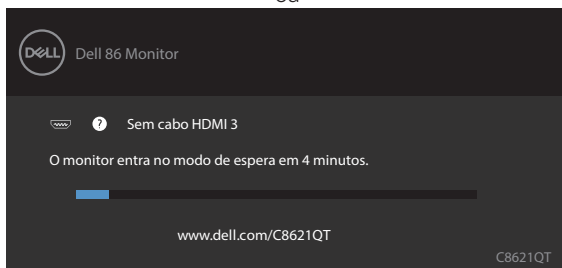 ou
DELL
Dell 86 Monitor
? Sem cabo HDMI 3
O monitor entra no modo de espera em 4 minutos.
www.dell.com/C8621QT
C8621QT